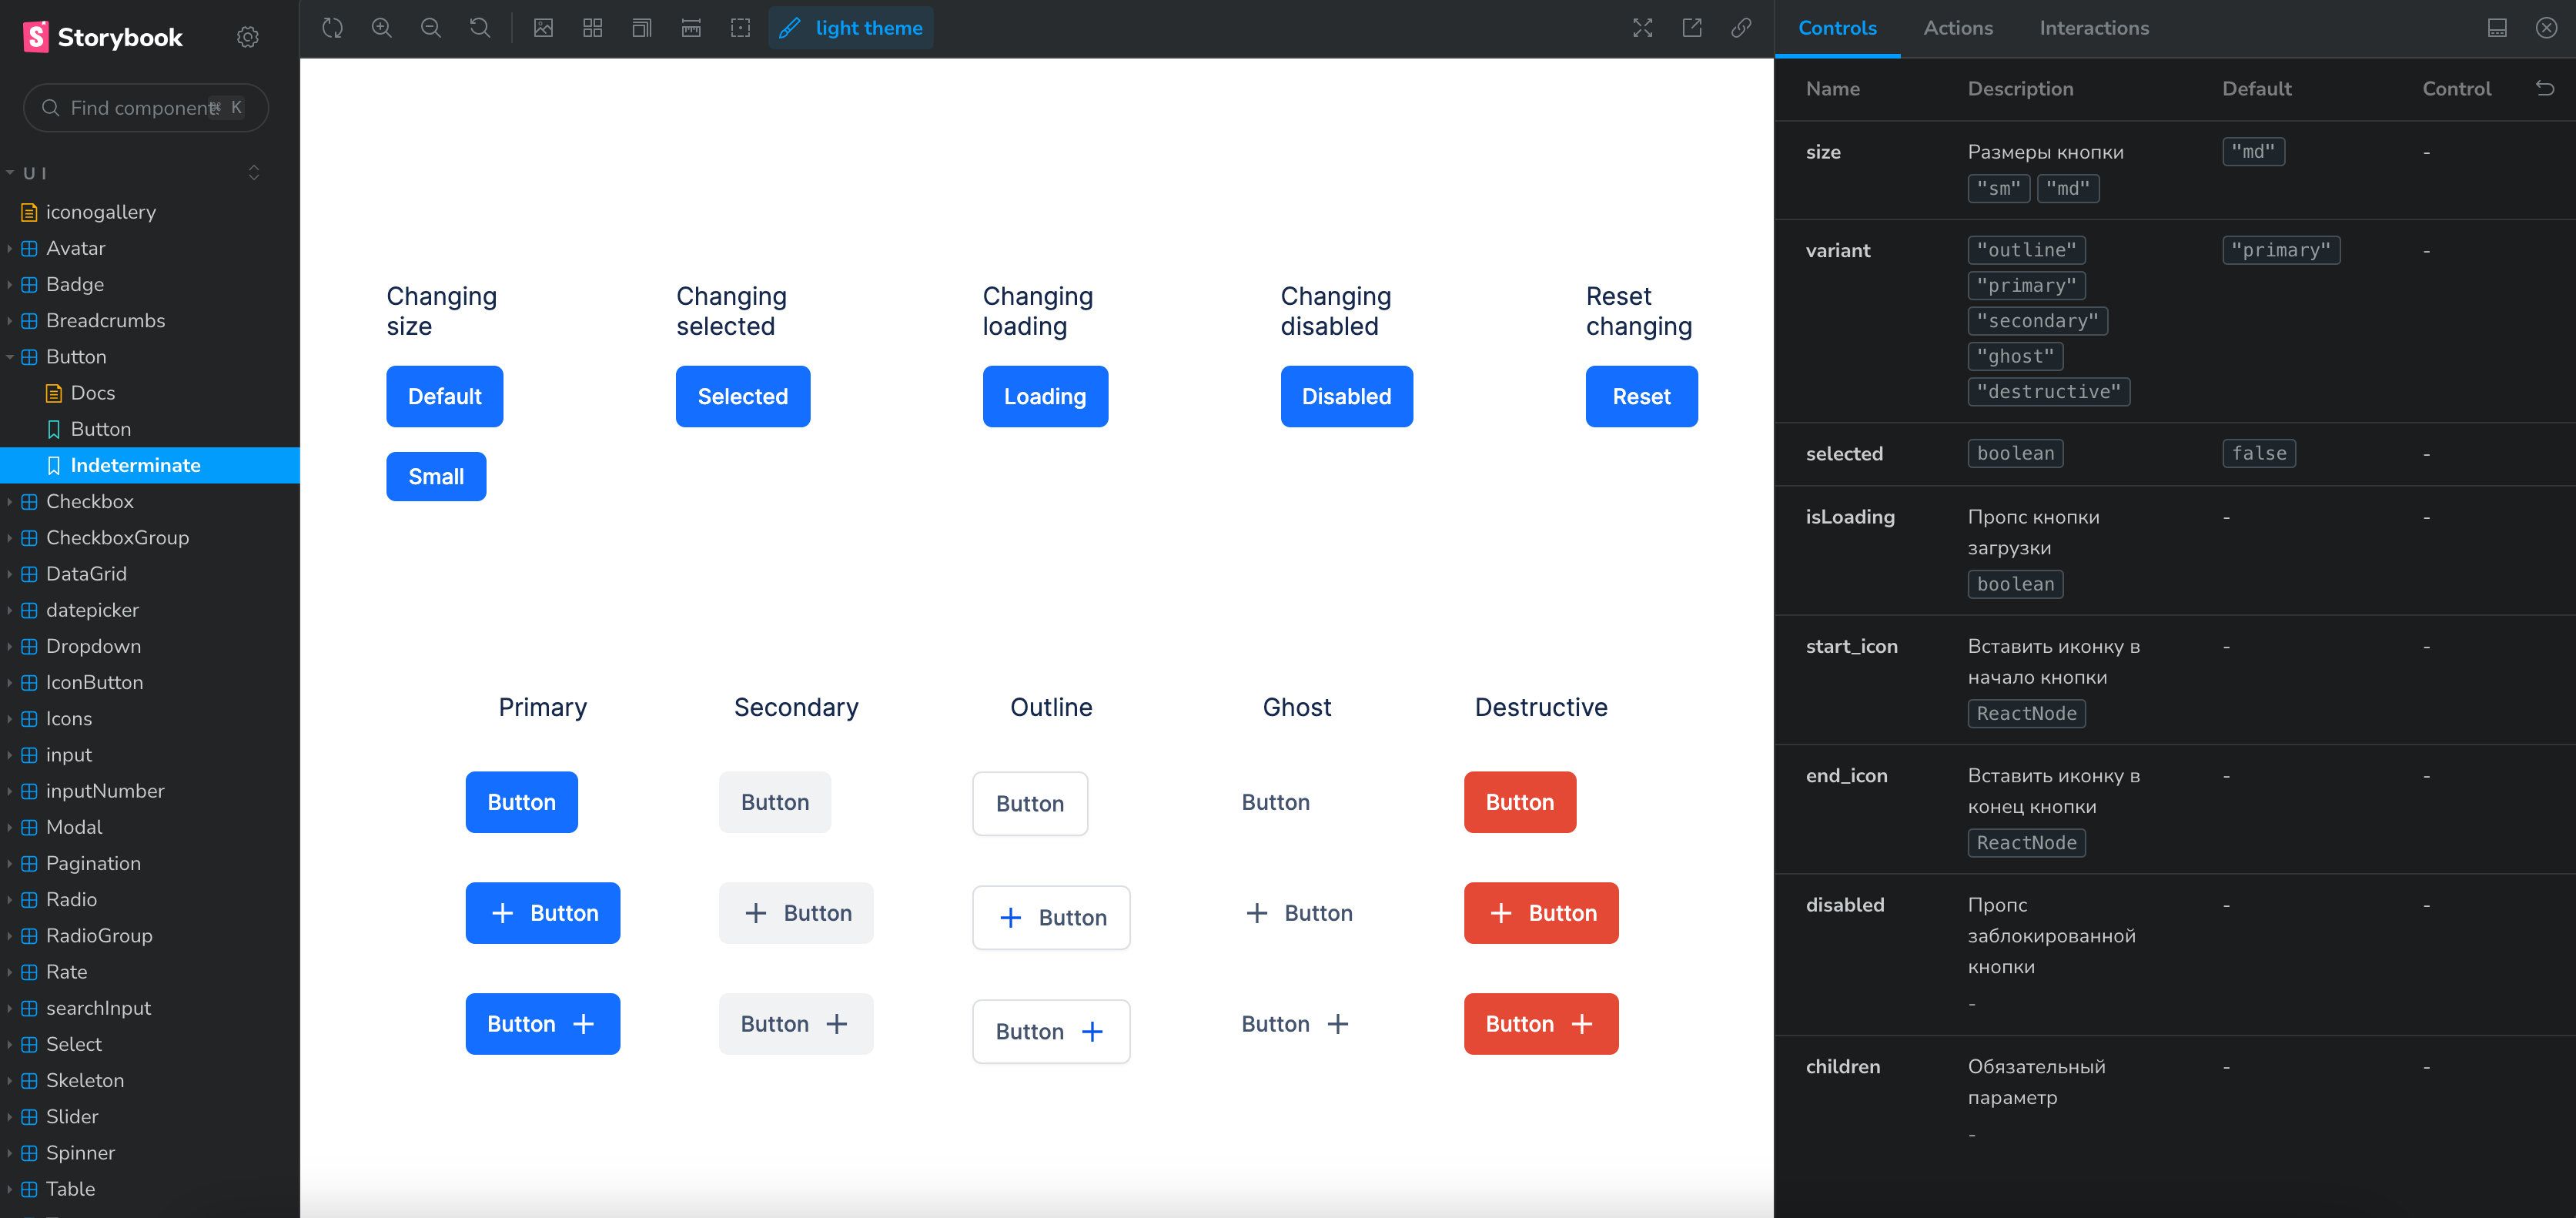 Storybook
Find components
⌘ K
UI
iconogallery
Avatar
Badge
Breadcrumbs
Button
Docs
Button
Indeterminate
Checkbox
CheckboxGroup
DataGrid
datepicker
Dropdown
IconButton
Icons
input
inputNumber
Modal
Pagination
Radio
RadioGroup
Rate
searchInput
Select
Skeleton
Slider
Spinner
Table
light theme
Changing
size
Default
Small
Changing
selected
Selected
Changing
loading
Loading
Changing
disabled
Disabled
Reset
changing
Reset
Primary Secondary Outline Ghost Destructive
Button Button Button Button Button
Button Button Button Button Button
Button Button Button Button Button
Controls Actions Interactions
Name Description Default Control
size Размеры кнопки "md" -
"sm" "md"
variant "outline" "primary" -
"primary"
"secondary"
"ghost"
"destructive"
selected boolean false -
isLoading Пропс кнопки - -
загрузки
boolean
start_icon Вставить иконку в - -
начало кнопки
ReactNode
end_icon Вставить иконку в - -
конец кнопки
ReactNode
disabled Пропс - -
заблокированной
кнопки
-
children Обязательный - -
параметр
-